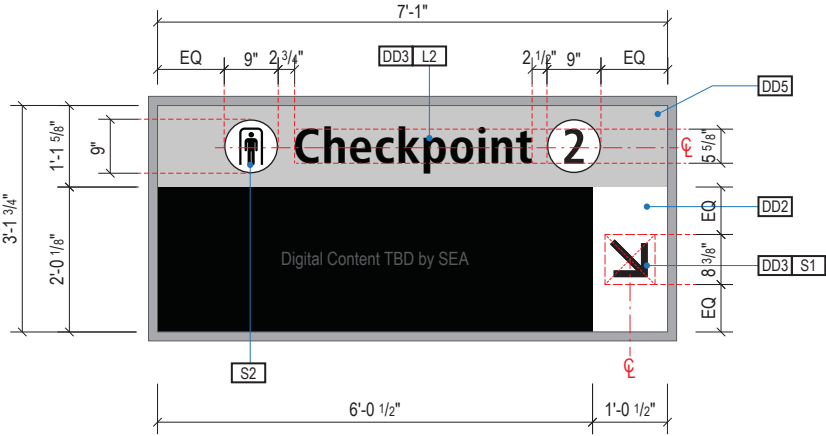 7'-1"
EQ 9" 2 3/4" DD3 L2 2 1/2" 9" EQ
DD5
3'-1 3/4"
1'-1 5/8"
9"
Checkpoint 2
℄
5 5/8"
2'-0 1/8"
Digital Content TBD by SEA
EQ
DD2
8 3/8"
DD3 S1
EQ
℄
S2
6'-0 1/2" 1'-0 1/2"